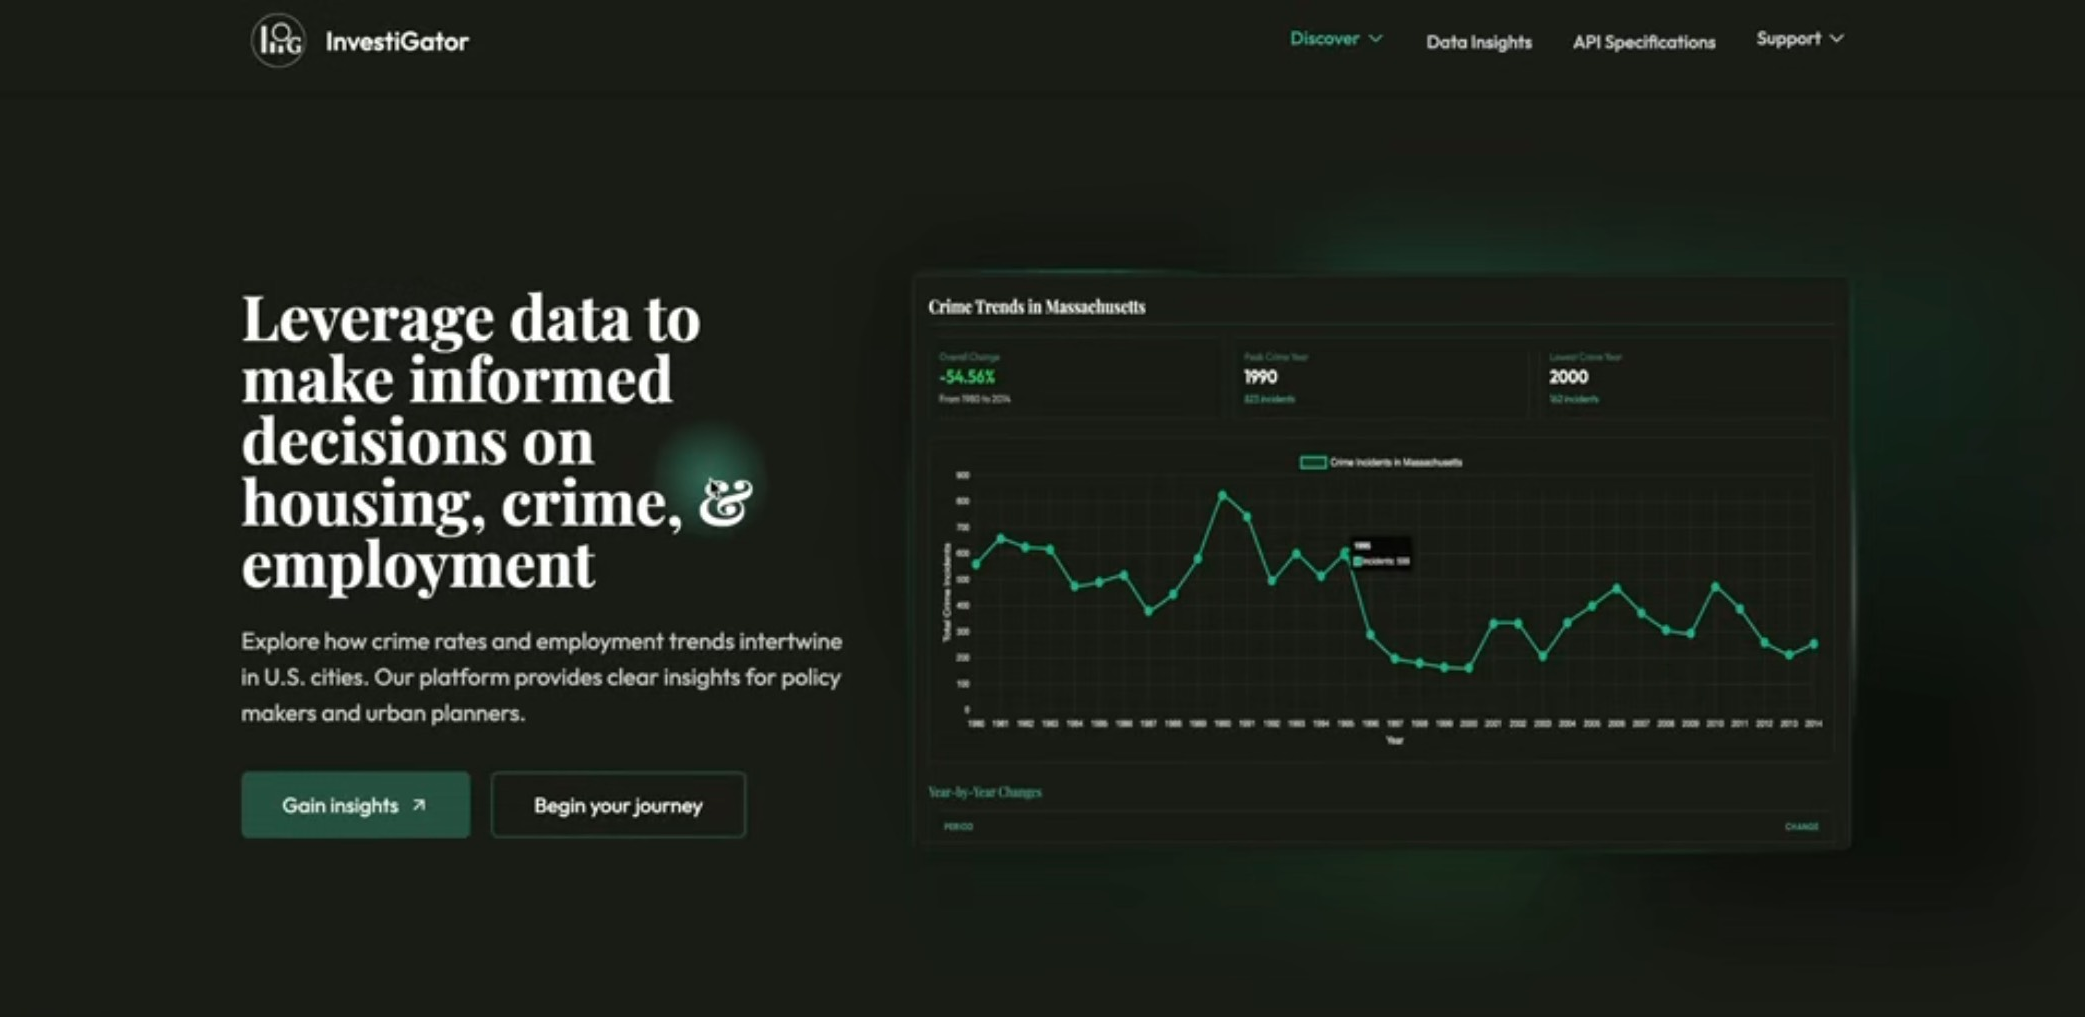 InvestiGator
Discover
Data Insights
API Specifications
Support
Leverage data to
make informed
decisions on
housing, crime, &
employment
Explore how crime rates and employment trends intertwine
in U.S. cities. Our platform provides clear insights for policy
makers and urban planners.
Gain insights
Begin your journey
Crime Trends in Massachusetts
Overall Change
-54.56%
From 1980 to 2014
Peak Crime Year
1990
823 incidents
Lowest Crime Year
2000
162 incidents
Crime Incidents in Massachusetts
Total Crime Incidents
900
800
700
600
500
400
300
200
100
0
1995
Incidents:
1980 1981 1982 1983 1984 1985 1986 1987 1988 1989 1990 1991 1992 1993 1994 1995 1996 1997 1998 1999 2000 2001 2002 2003 2004 2005 2006 2007 2008 2009 2010 2011 2012 2013 2014
Year
Year-by-Year Changes
PERIOD
CHANGE